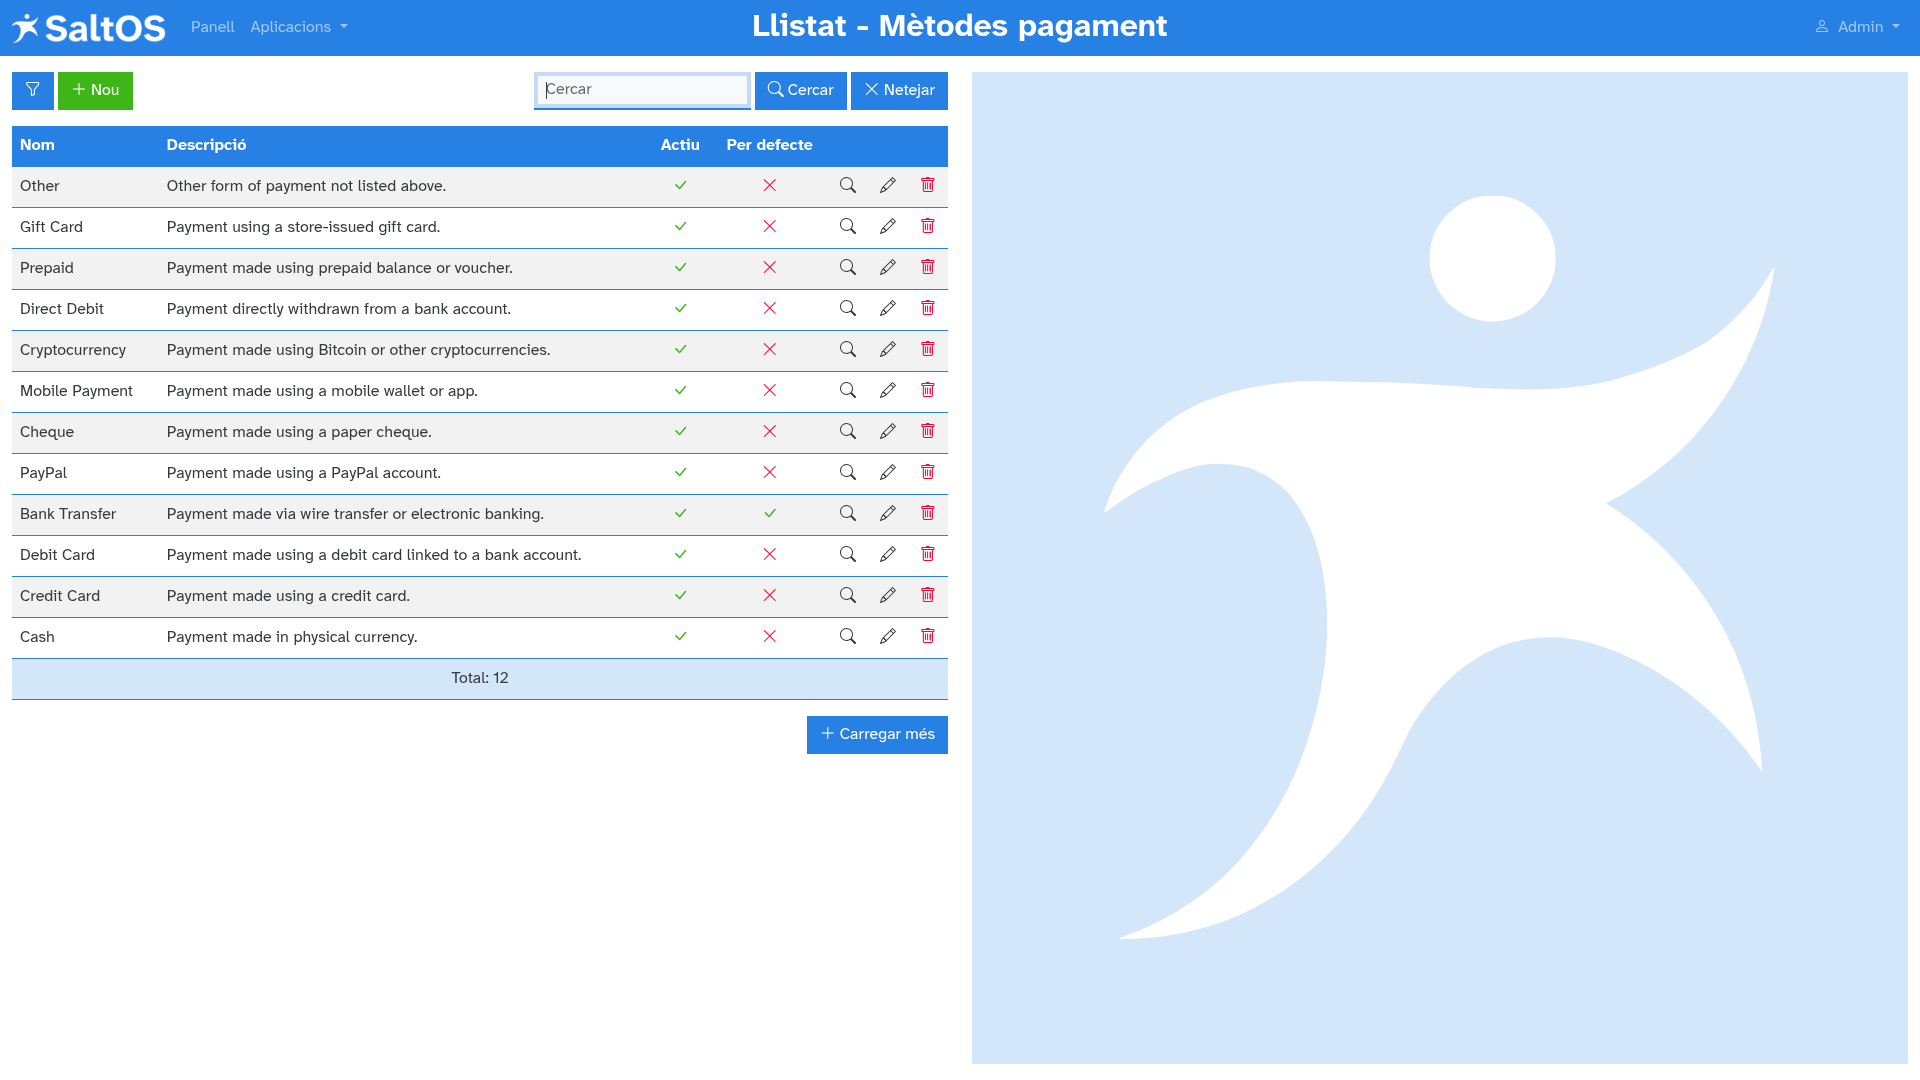 SaltOS Panell Aplicacions Llistat - Mètodes pagament Admin
Nou Cercar Cercar Netejar
Nom Descripció Actiu Per defecte
Other Other form of payment not listed above.
Gift Card Payment using a store-issued gift card.
Prepaid Payment made using prepaid balance or voucher.
Direct Debit Payment directly withdrawn from a bank account.
Cryptocurrency Payment made using Bitcoin or other cryptocurrencies.
Mobile Payment Payment made using a mobile wallet or app.
Cheque Payment made using a paper cheque.
PayPal Payment made using a PayPal account.
Bank Transfer Payment made via wire transfer or electronic banking.
Debit Card Payment made using a debit card linked to a bank account.
Credit Card Payment made using a credit card.
Cash Payment made in physical currency.
Total: 12
Carregar més